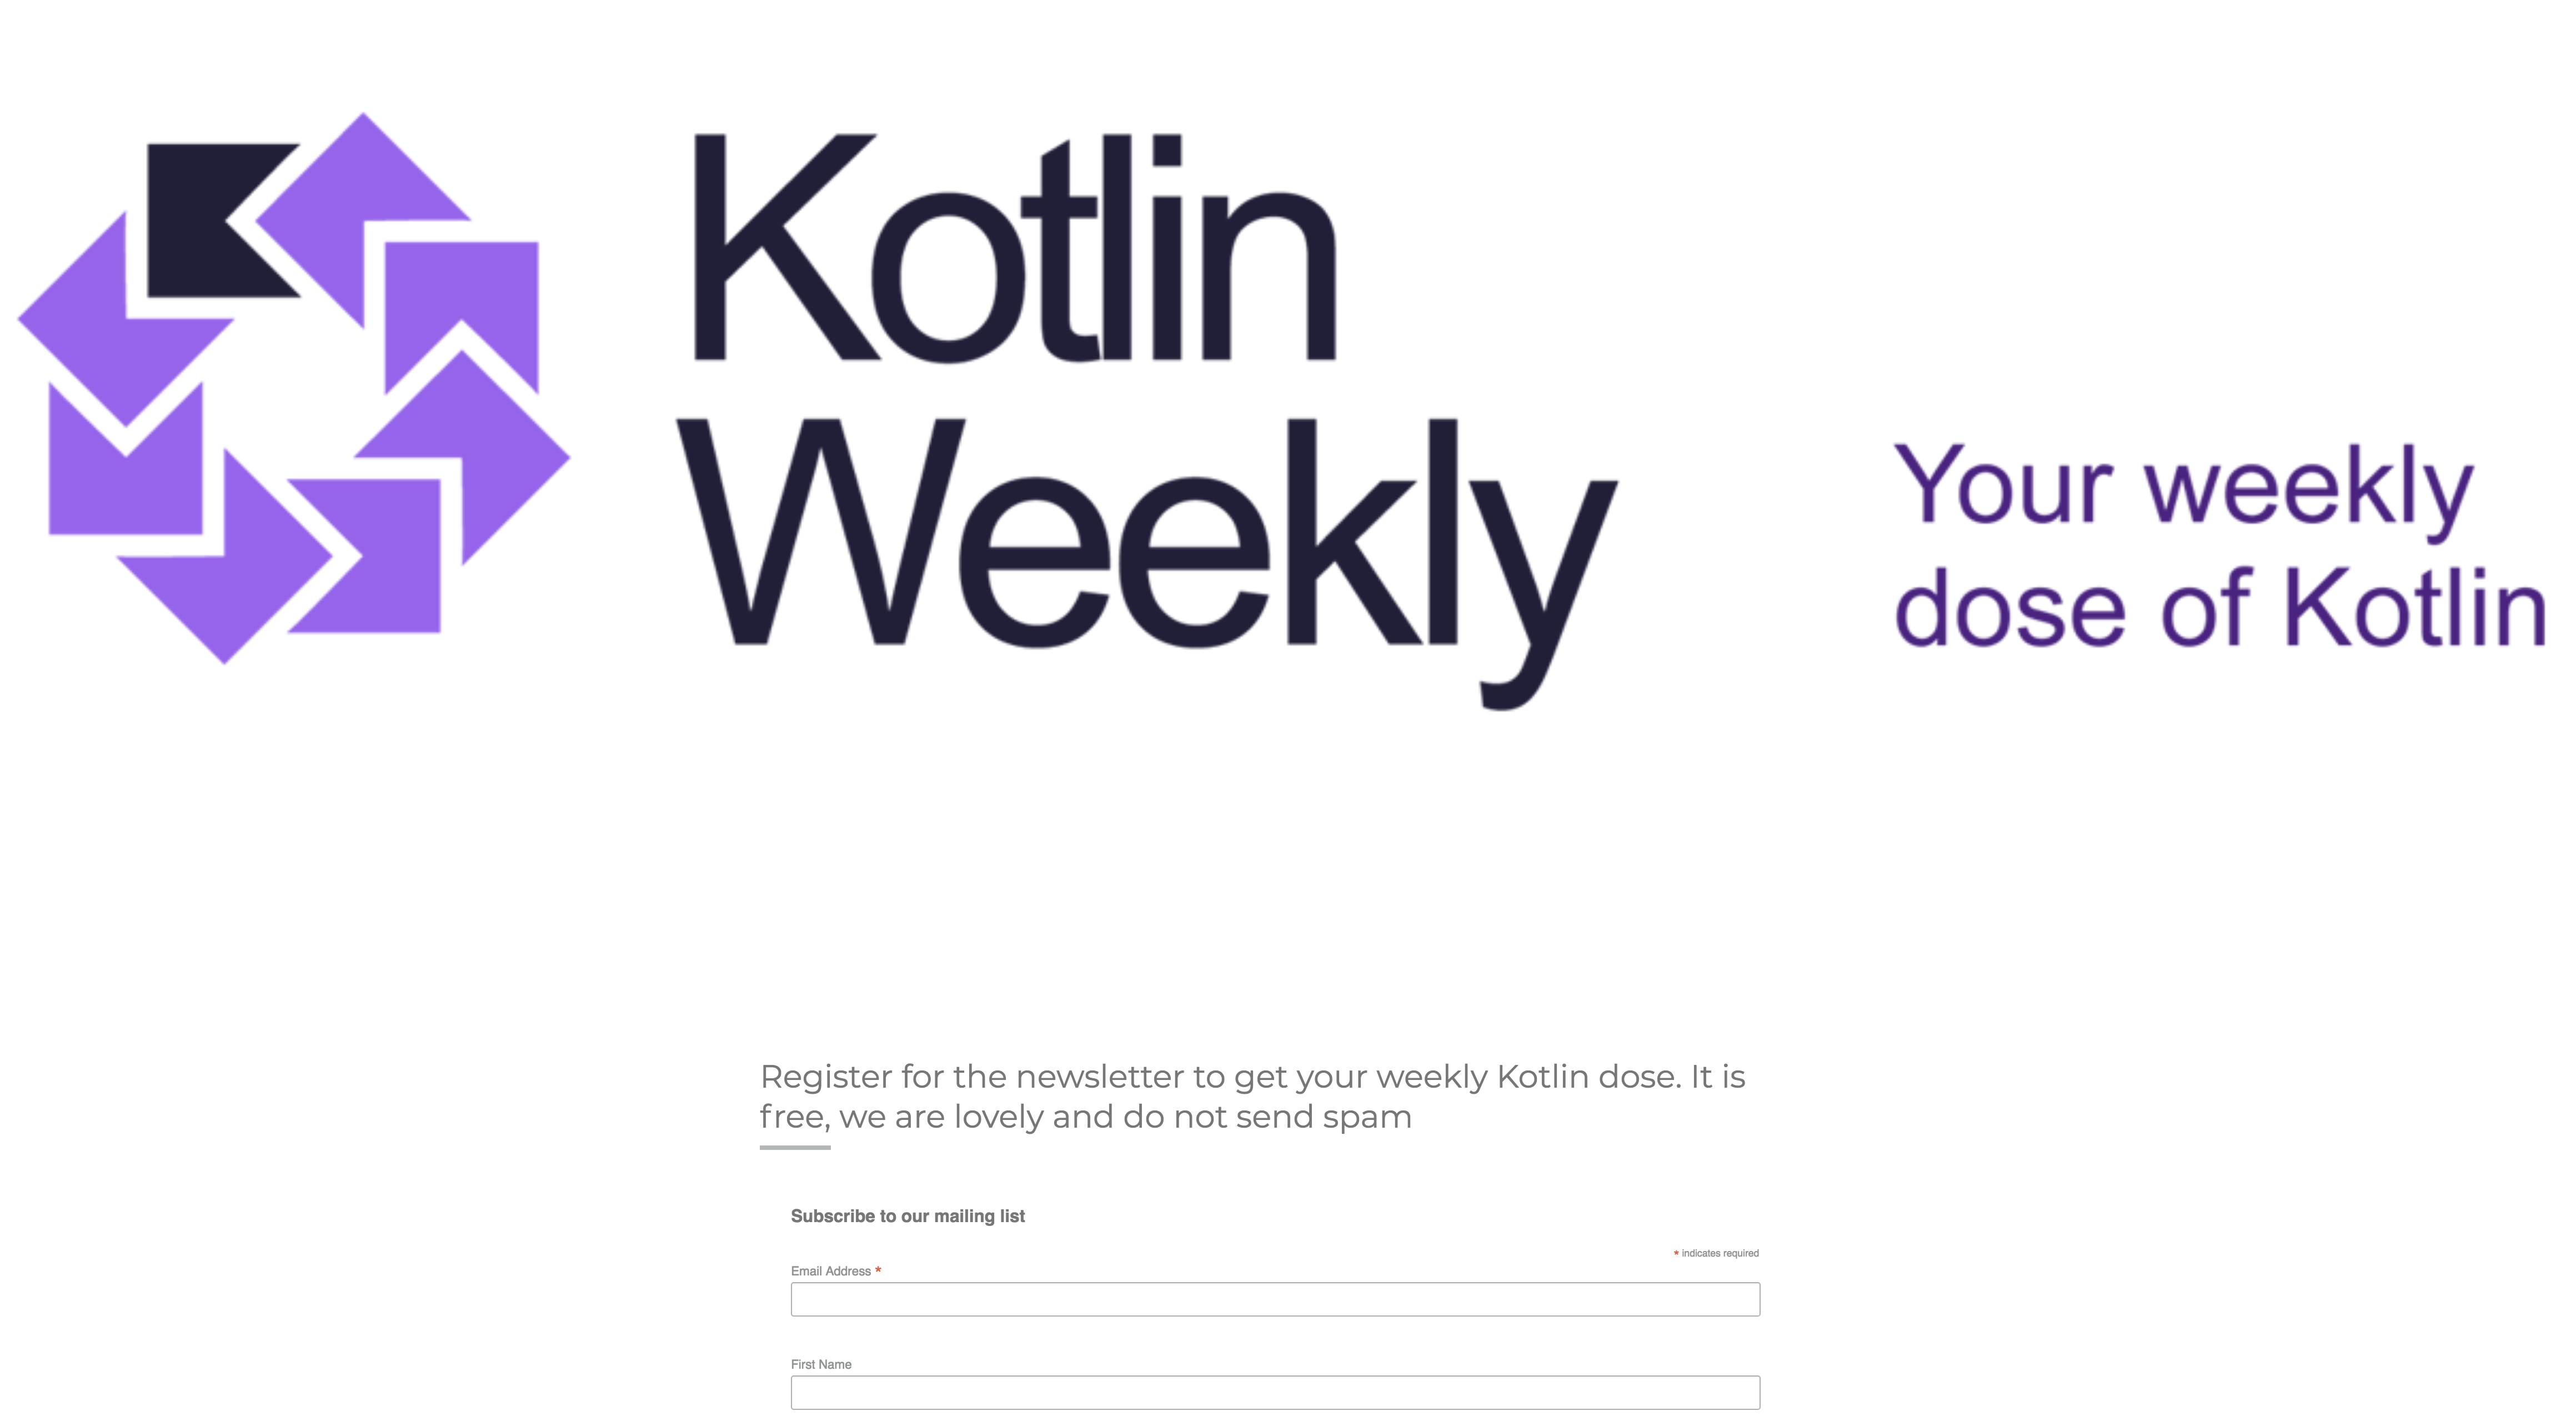 Kotlin
Weekly
Your weekly
dose of Kotlin
Register for the newsletter to get your weekly Kotlin dose. It is
free, we are lovely and do not send spam
Subscribe to our mailing list
* indicates required
Email Address *
First Name